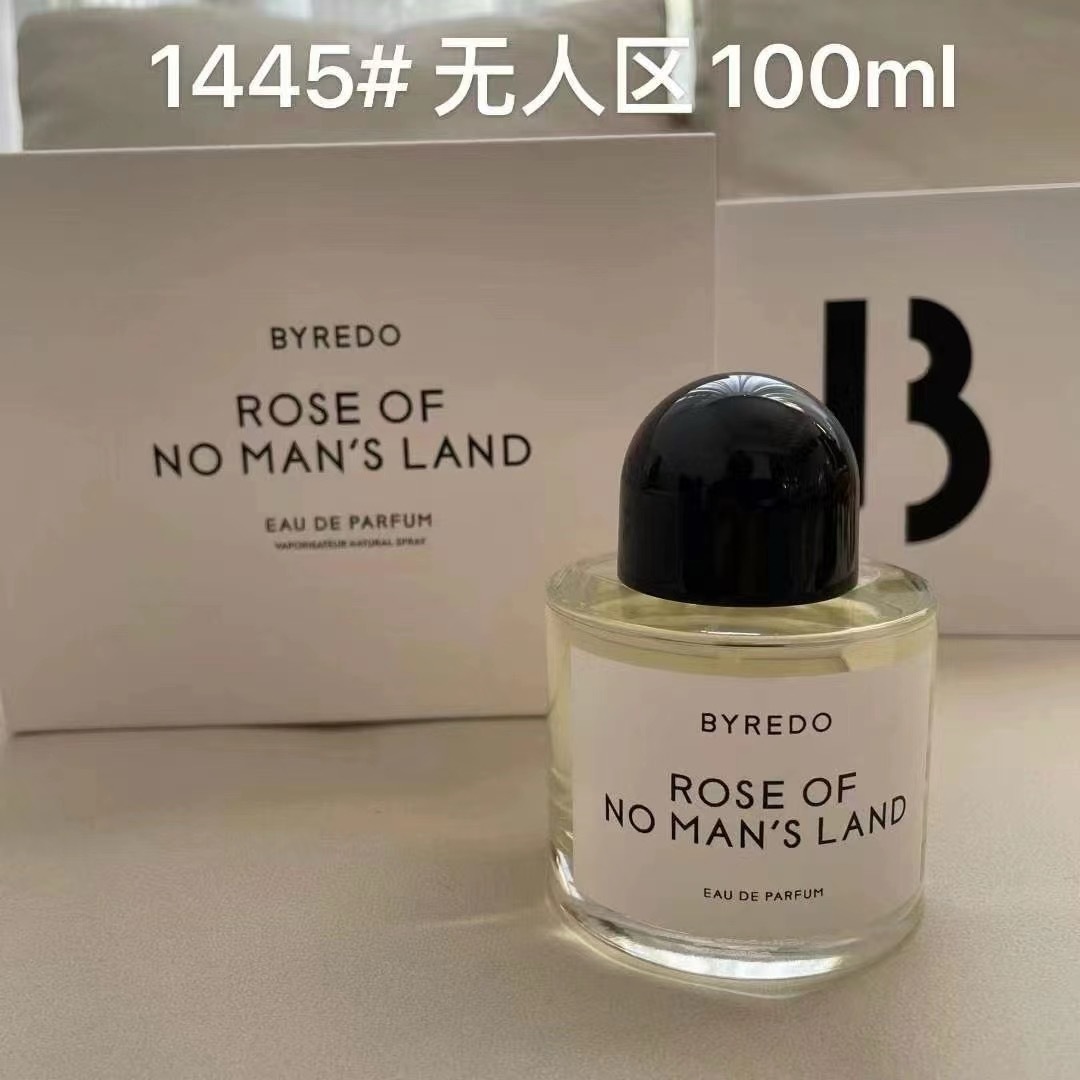 1445# 无人区 100ml
BYREDO
ROSE OF
NO MAN'S LAND
EAU DE PARFUM
VAPORISATEUR NATURAL SPRAY
B
BYREDO
ROSE OF
NO MAN'S LAND
EAU DE PARFUM